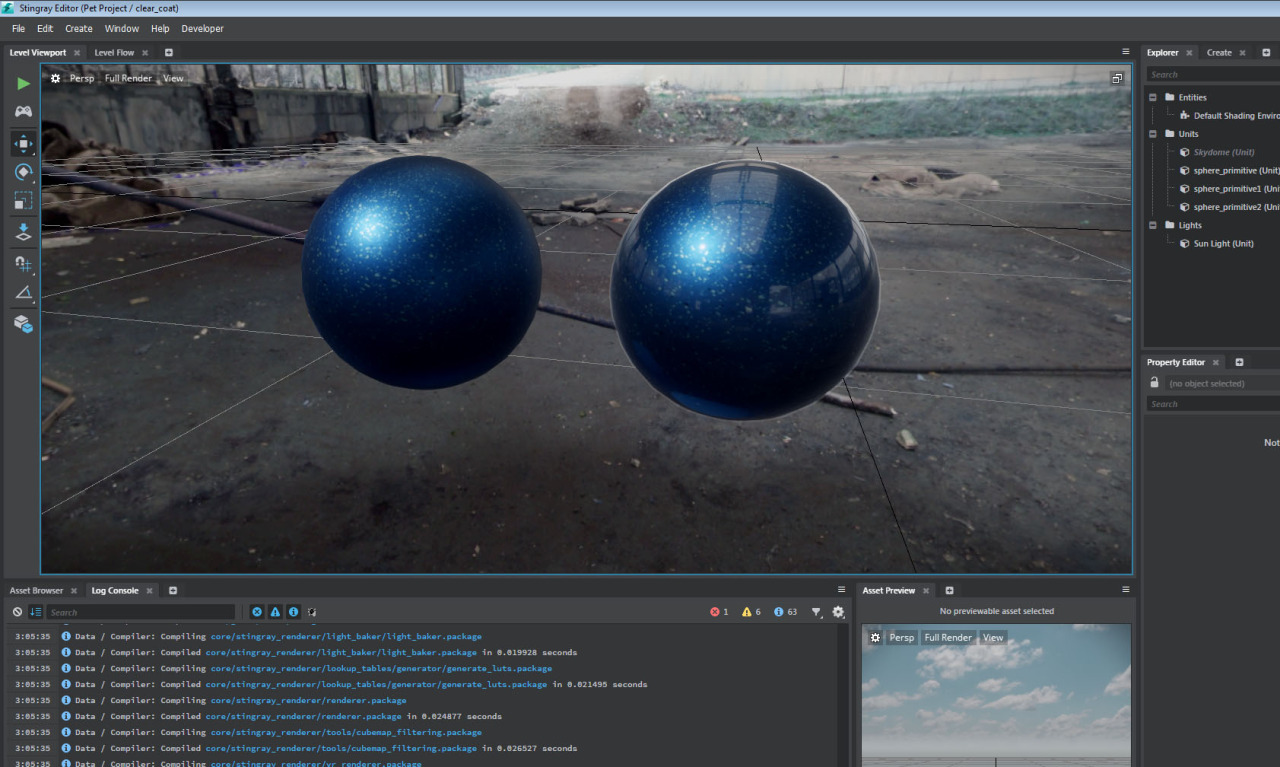 Stingray Editor (Pet Project / clear_coat)
File Edit Create Window Help Developer
Level Viewport Level Flow
Persp Full Render View
Explorer Create
Search
Entities
Default Shading Enviro
Units
Skydome (Unit)
sphere_primitive (Unit)
sphere_primitive1 (Unit
sphere_primitive2 (Unit
Lights
Sun Light (Unit)
Property Editor
(no object selected)
Search
Not
Asset Browser Log Console
Search
1 6 63
3:05:35 Data / Compiler: Compiling core/stingray_renderer/light_baker/light_baker.package
3:05:35 Data / Compiler: Compiled core/stingray_renderer/light_baker/light_baker.package in 0.019928 seconds
3:05:35 Data / Compiler: Compiling core/stingray_renderer/lookup_tables/generator/generate_luts.package
3:05:35 Data / Compiler: Compiled core/stingray_renderer/lookup_tables/generator/generate_luts.package in 0.021495 seconds
3:05:35 Data / Compiler: Compiling core/stingray_renderer/renderer.package
3:05:35 Data / Compiler: Compiled core/stingray_renderer/renderer.package in 0.024877 seconds
3:05:35 Data / Compiler: Compiling core/stingray_renderer/tools/cubemap_filtering.package
3:05:35 Data / Compiler: Compiled core/stingray_renderer/tools/cubemap_filtering.package in 0.026527 seconds
3:05:35 Data / Compiler: Compiling core/stingray_renderer/vr_renderer.package
Asset Preview
No previewable asset selected
Persp Full Render View